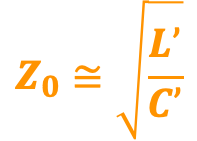 Z₀ ≅ √(L’/C’)